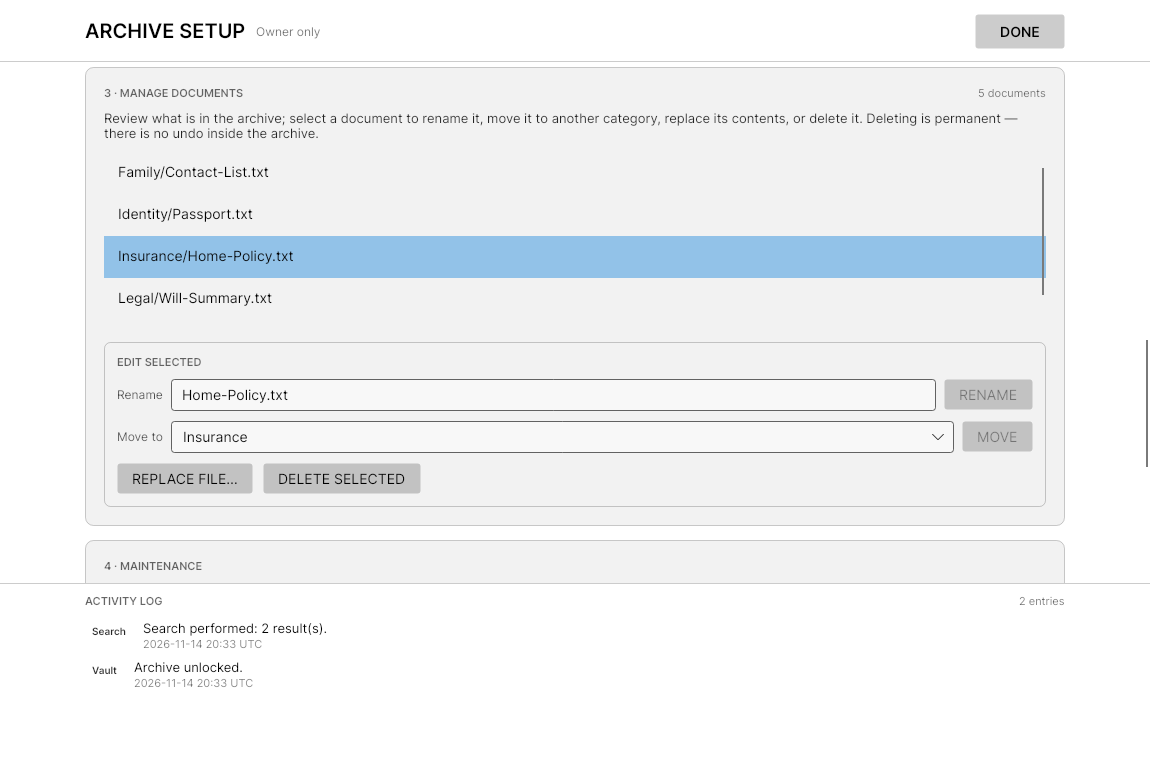 ARCHIVE SETUP Owner only DONE
3 · MANAGE DOCUMENTS 5 documents
Review what is in the archive; select a document to rename it, move it to another category, replace its contents, or delete it. Deleting is permanent —
there is no undo inside the archive.
Family/Contact-List.txt
Identity/Passport.txt
Insurance/Home-Policy.txt
Legal/Will-Summary.txt
EDIT SELECTED
Rename Home-Policy.txt RENAME
Move to Insurance MOVE
REPLACE FILE... DELETE SELECTED
4 · MAINTENANCE
ACTIVITY LOG 2 entries
Search Search performed: 2 result(s).
2026-11-14 20:33 UTC
Vault Archive unlocked.
2026-11-14 20:33 UTC